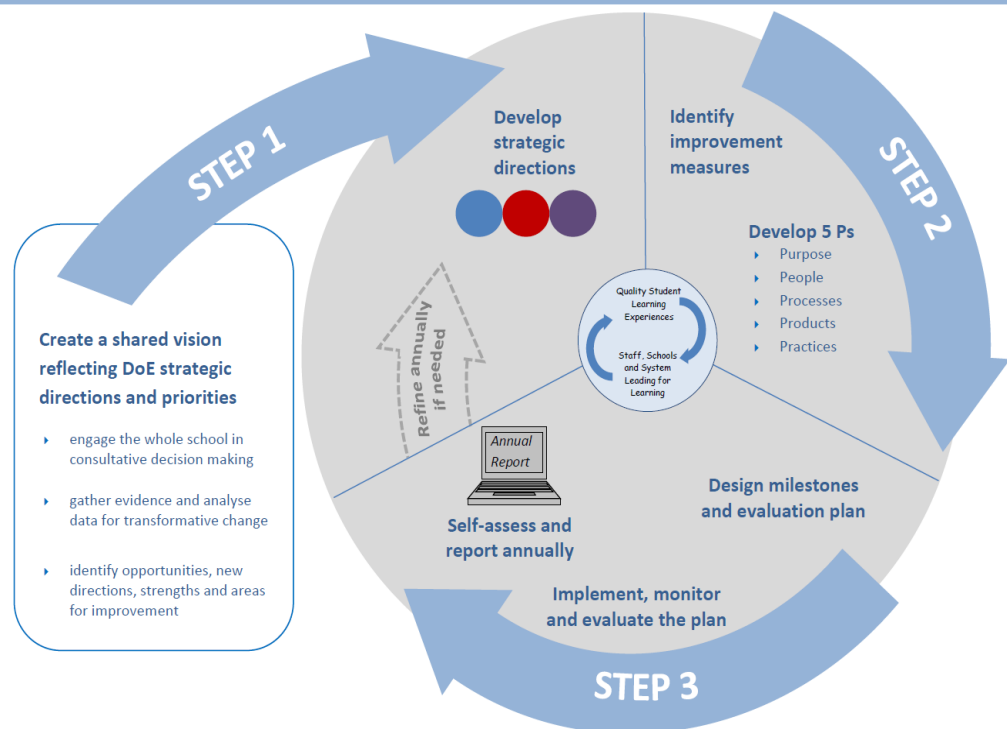 STEP 1
Create a shared vision
reflecting DoE strategic
directions and priorities
engage the whole school in
consultative decision making
gather evidence and analyse
data for transformative change
identify opportunities, new
directions, strengths and areas
for improvement
Develop
strategic
directions
Refine annually
if needed
STEP 2
Identify
improvement
measures
Develop 5 Ps
Purpose
People
Processes
Products
Practices
Quality Student
Learning
Experiences
Staff, Schools
and System
Leading for
Learning
STEP 3
Design milestones
and evaluation plan
Implement, monitor
and evaluate the plan
Annual
Report
Self-assess and
report annually